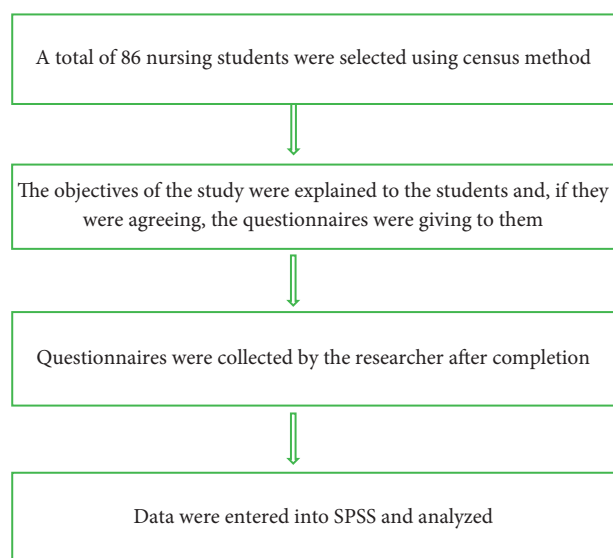 A total of 86 nursing students were selected using census method
The objectives of the study were explained to the students and, if they
were agreeing, the questionnaires were giving to them
Questionnaires were collected by the researcher after completion
Data were entered into SPSS and analyzed